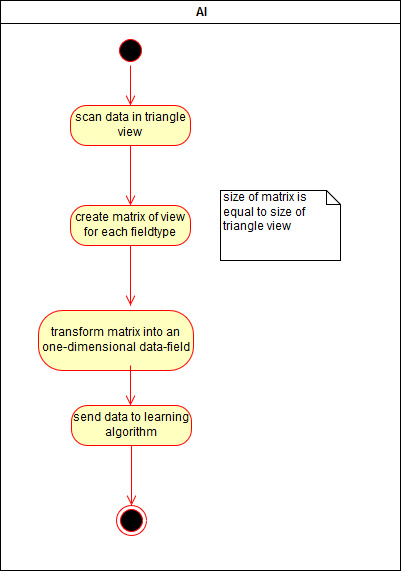 AI
scan data in triangle
view
create matrix of view
for each fieldtype
size of matrix is
equal to size of
triangle view
transform matrix into an
one-dimensional data-field
send data to learning
algorithm